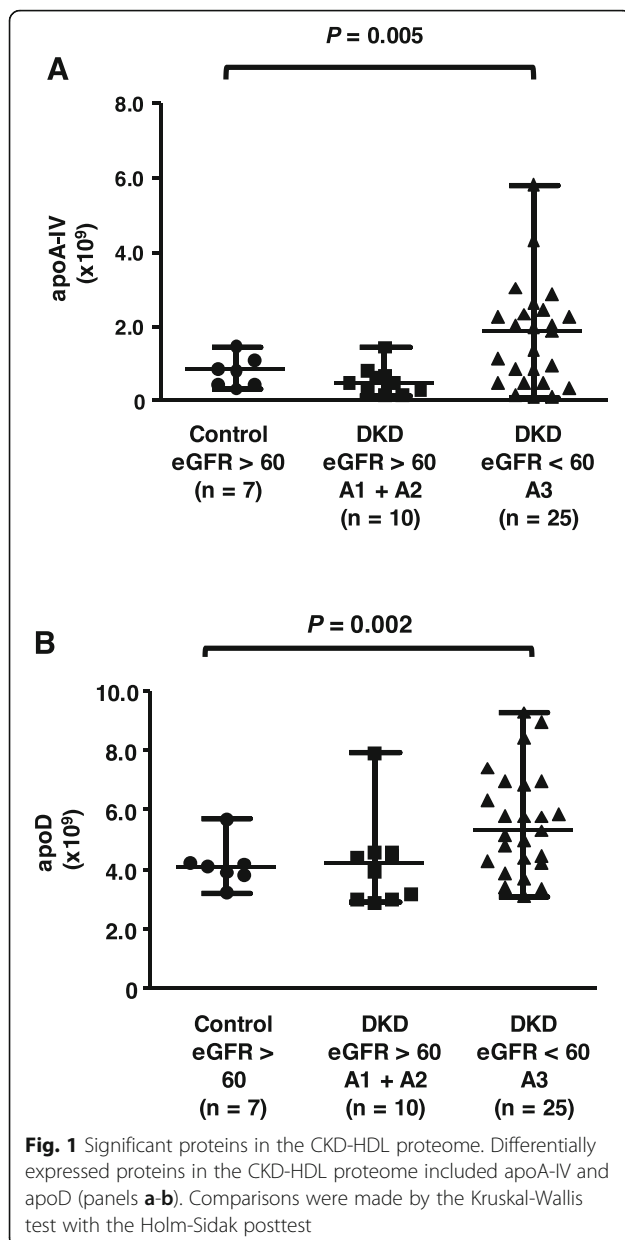 A
P = 0.005
8.0
6.0
4.0
2.0
0
apoA-IV
(x10⁹)
Control
eGFR > 60
(n = 7)
DKD
eGFR > 60
A1 + A2
(n = 10)
DKD
eGFR < 60
A3
(n = 25)
B
P = 0.002
10.0
8.0
6.0
4.0
2.0
0
apoD
(x10⁹)
Control
eGFR >
60
(n = 7)
DKD
eGFR > 60
A1 + A2
(n = 10)
DKD
eGFR < 60
A3
(n = 25)
Fig. 1 Significant proteins in the CKD-HDL proteome. Differentially
expressed proteins in the CKD-HDL proteome included apoA-IV and
apoD (panels a-b). Comparisons were made by the Kruskal-Wallis
test with the Holm-Sidak posttest